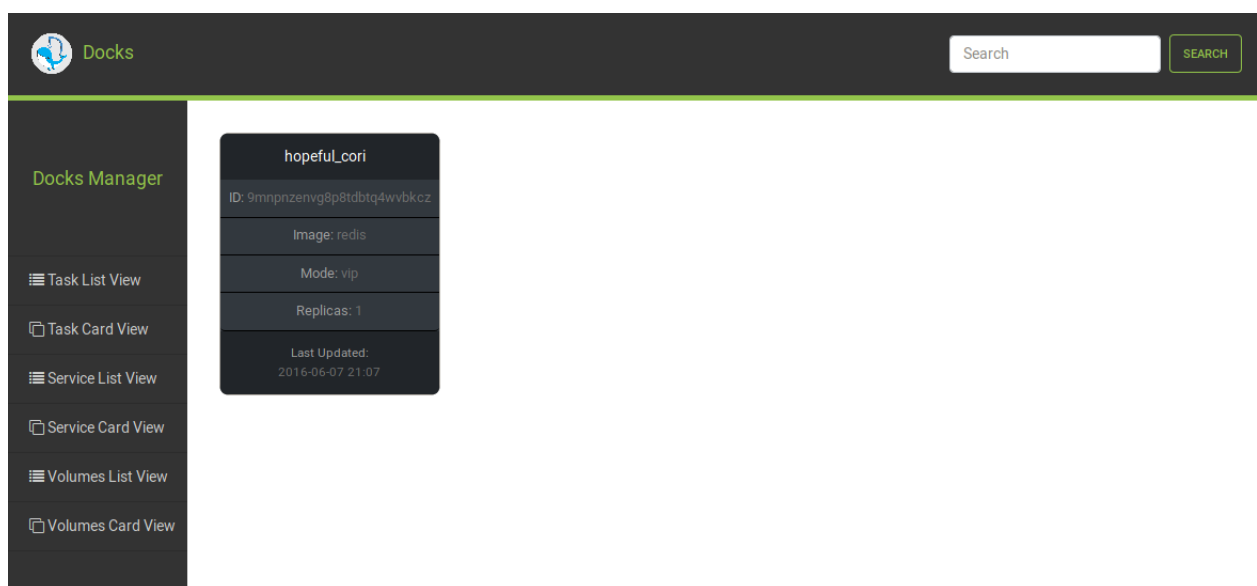 Docks
Search
SEARCH
Docks Manager
Task List View
Task Card View
Service List View
Service Card View
Volumes List View
Volumes Card View
hopeful_cori
ID: 9mnpnzenvg8p8tdbtq4wvbkcz
Image: redis
Mode: vip
Replicas: 1
Last Updated:
2016-06-07 21:07